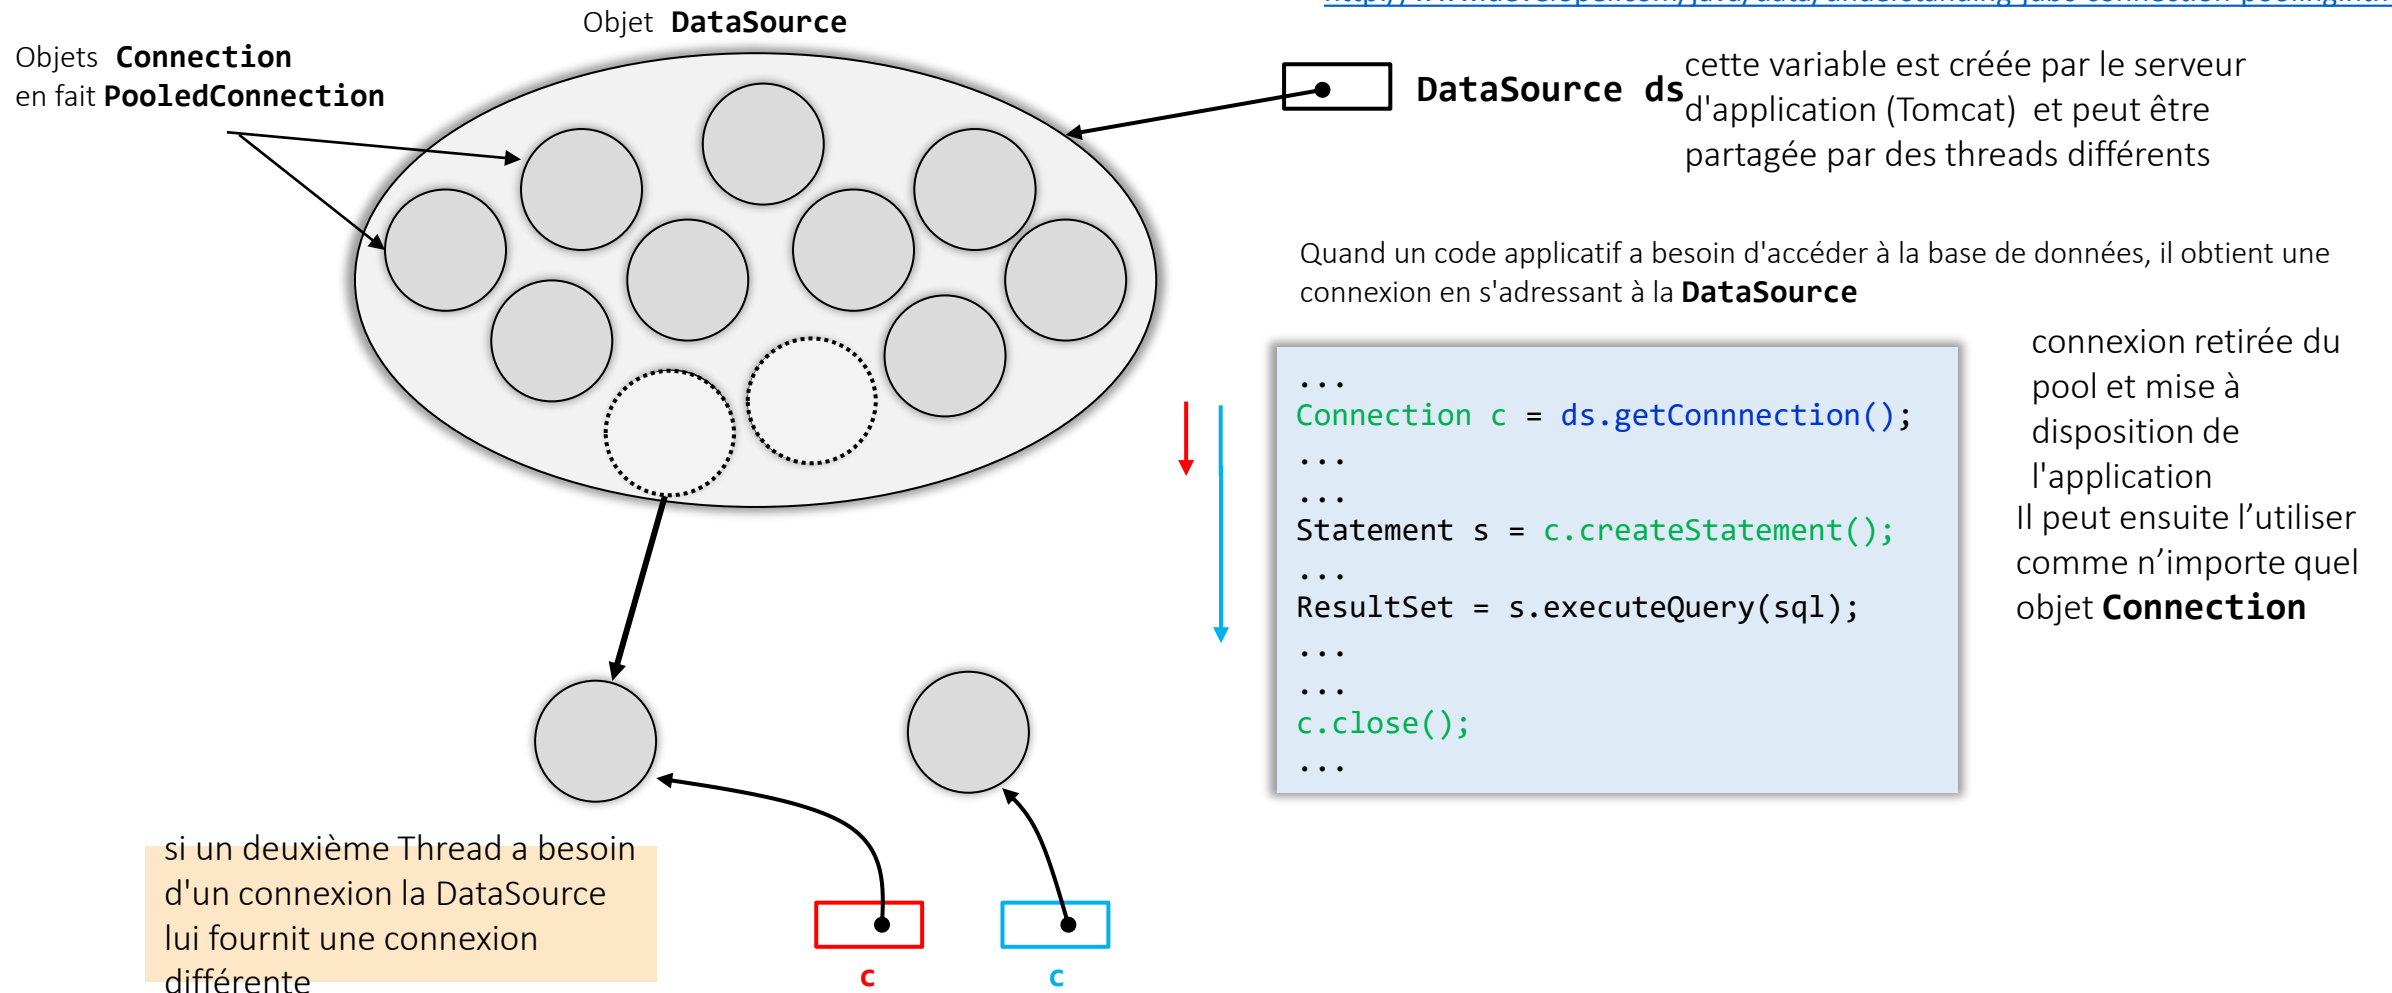 Objet DataSource
Objets Connection
en fait PooledConnection
DataSource ds
cette variable est créée par le serveur
d'application (Tomcat) et peut être
partagée par des threads différents
Quand un code applicatif a besoin d'accéder à la base de données, il obtient une
connexion en s'adressant à la DataSource
...
Connection c = ds.getConnnection();
...
...
Statement s = c.createStatement();
...
ResultSet = s.executeQuery(sql);
...
...
c.close();
...
connexion retirée du
pool et mise à
disposition de
l'application
Il peut ensuite l’utiliser
comme n’importe quel
objet Connection
si un deuxième Thread a besoin
d'un connexion la DataSource
lui fournit une connexion
différente
c
c